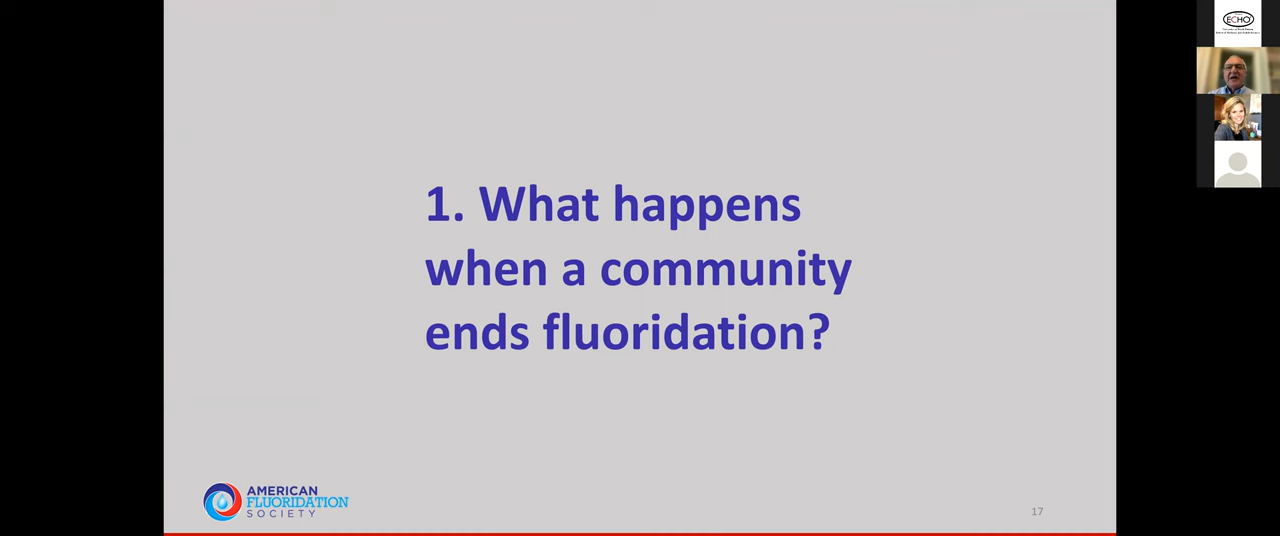 1. What happens
when a community
ends fluoridation?
AMERICAN
FLUORIDATION
SOCIETY
17
ECHO